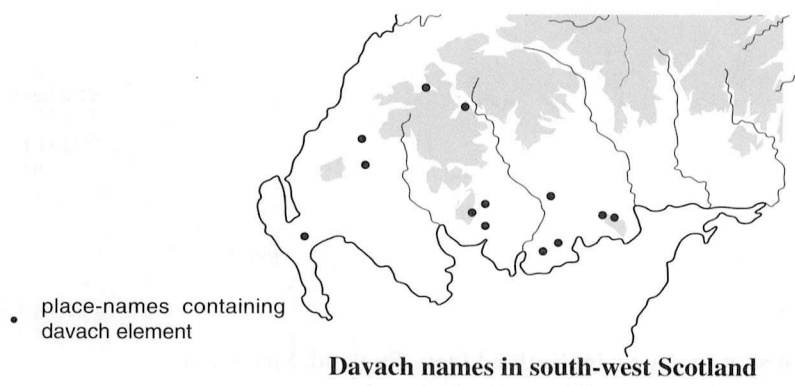 place-names containing
davach element
Davach names in south-west Scotland